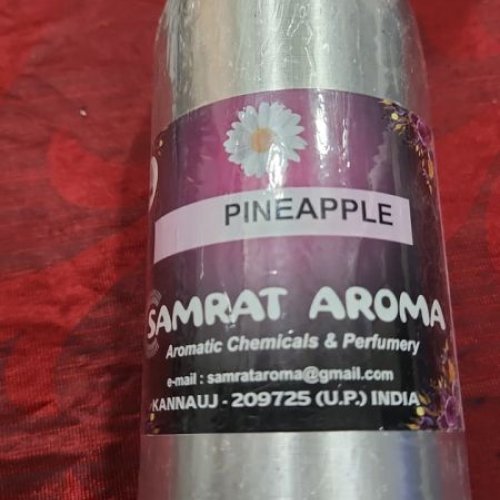 PINEAPPLE
SAMRAT AROMA
Aromatic Chemicals & Perfumery
e-mail : samrataroma@gmail.com
KANNAUJ - 209725 (U.P.) INDIA